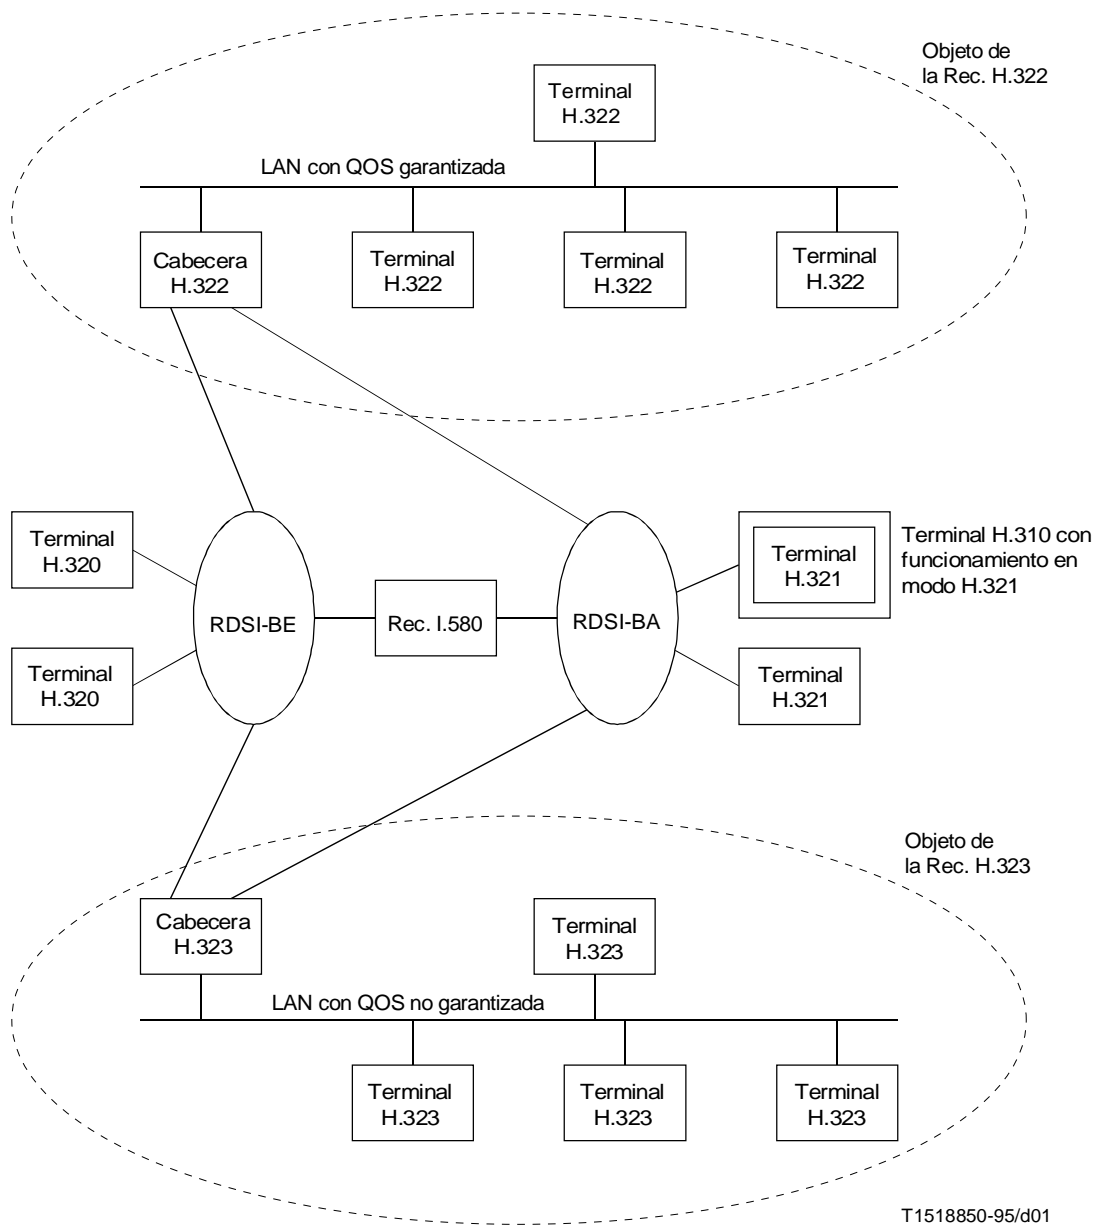 Objeto de
la Rec. H.322
Terminal
H.322
LAN con QOS garantizada
Cabecera
H.322
Terminal
H.322
Terminal
H.322
Terminal
H.322
Terminal
H.320
Terminal
H.321
Terminal H.310 con
funcionamiento en
modo H.321
RDSI-BE
Rec. I.580
RDSI-BA
Terminal
H.320
Terminal
H.321
Objeto de
la Rec. H.323
Cabecera
H.323
Terminal
H.323
LAN con QOS no garantizada
Terminal
H.323
Terminal
H.323
Terminal
H.323
T1518850-95/d01